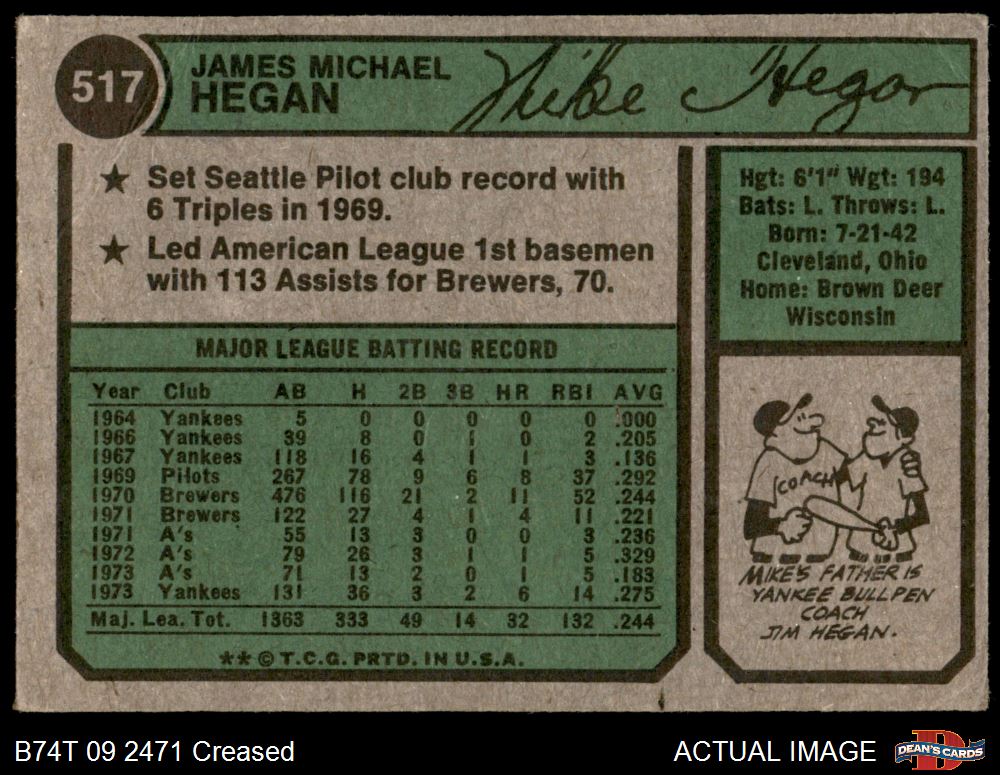 517
JAMES MICHAEL
HEGAN
Mike Hegan
★ Set Seattle Pilot club record with
6 Triples in 1969.
★ Led American League 1st basemen
with 113 Assists for Brewers, 70.
Hgt: 6'1" Wgt: 194
Bats: L. Throws: L.
Born: 7-21-42
Cleveland, Ohio
Home: Brown Deer
Wisconsin
MAJOR LEAGUE BATTING RECORD
Year Club AB H 2B 3B HR RBI AVG
1964 Yankees 5 0 0 0 0 0 .000
1966 Yankees 39 8 0 1 0 2 .205
1967 Yankees 118 16 4 1 1 3 .136
1969 Pilots 267 78 9 6 8 37 .292
1970 Brewers 476 116 21 2 11 52 .244
1971 Brewers 122 27 4 1 4 11 .221
1971 A's 55 13 3 0 0 3 .236
1972 A's 79 26 3 1 1 5 .329
1973 A's 71 13 2 0 1 5 .183
1973 Yankees 131 36 3 2 6 14 .275
Maj. Lea. Tot. 1363 333 49 14 32 132 .244
** © T.C.G. PRTD. IN U.S.A.
COACH
MIKE'S FATHER IS
YANKEE BULLPEN
COACH
JIM HEGAN.
B74T 09 2471 Creased
ACTUAL IMAGE
D
DEAN'S CARDS